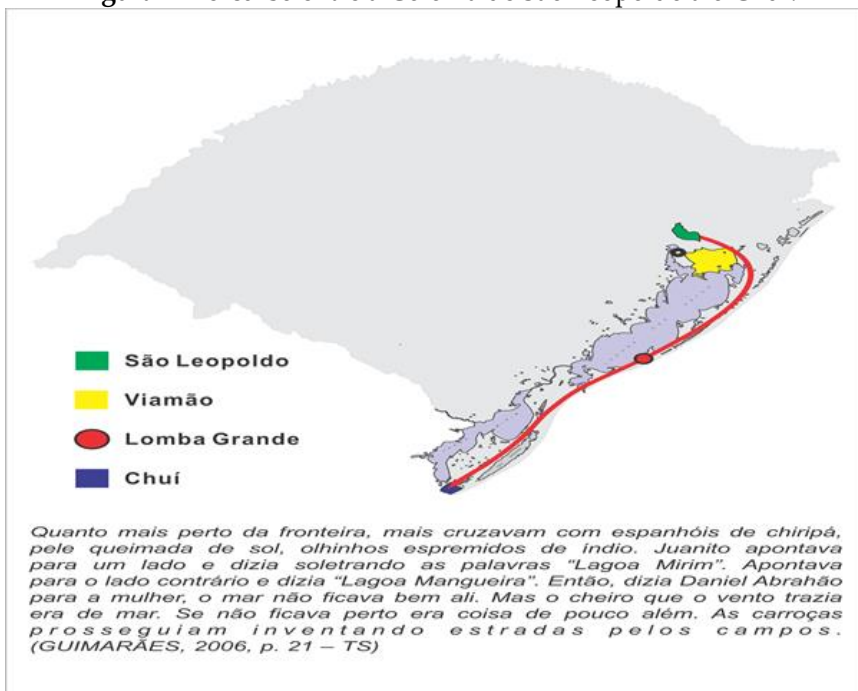 São Leopoldo
Viamão
Lomba Grande
Chuí
Quanto mais perto da fronteira, mais cruzavam com espanhóis de chiripá,
pele queimada de sol, olhinhos espremidos de índio. Juanito apontava
para um lado e dizia soletrando as palavras “Lagoa Mirim”. Apontava
para o lado contrário e dizia “Lagoa Mangueira”. Então, dizia Daniel Abrahão
para a mulher, o mar não ficava bem ali. Mas o cheiro que o vento trazia
era de mar. Se não ficava perto era coisa de pouco além. As carroças
prosseguiam inventando estradas pelos campos.
(GUIMARÃES, 2006, p. 21 – TS)